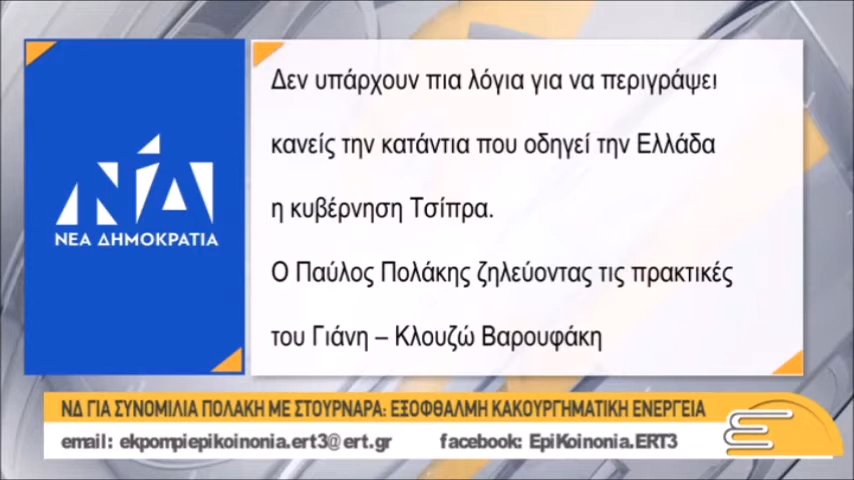 ΝΔ
ΝΕΑ ΔΗΜΟΚΡΑΤΙΑ
Δεν υπάρχουν πια λόγια για να περιγράψει
κανείς την κατάντια που οδηγεί την Ελλάδα
η κυβέρνηση Τσίπρα.
Ο Παύλος Πολάκης ζηλεύοντας τις πρακτικές
του Γιάνη – Κλουζώ Βαρουφάκη
ΝΔ ΓΙΑ ΣΥΝΟΜΙΛΙΑ ΠΟΛΑΚΗ ΜΕ ΣΤΟΥΡΝΑΡΑ: ΕΞΟΦΘΑΛΜΗ ΚΑΚΟΥΡΓΗΜΑΤΙΚΗ ΕΝΕΡΓΕΙΑ
email: ekpompiepikoinonia.ert3@ert.gr facebook: EpiKoinonia.ERT3